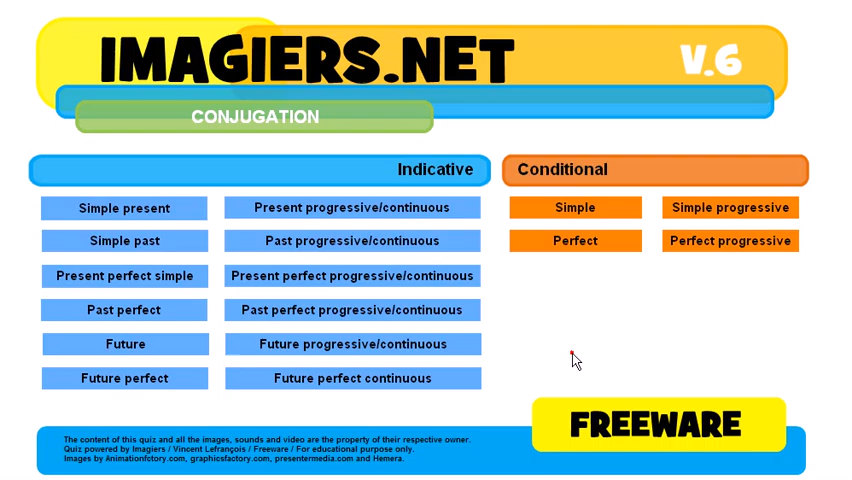 IMAGIERS.NET
V.6
CONJUGATION
Indicative
Conditional
Simple present
Present progressive/continuous
Simple
Simple progressive
Simple past
Past progressive/continuous
Perfect
Perfect progressive
Present perfect simple
Present perfect progressive/continuous
Past perfect
Past perfect progressive/continuous
Future
Future progressive/continuous
Future perfect
Future perfect continuous
FREEWARE
The content of this quiz and all the images, sounds and video are the property of their respective owner.
Quiz powered by Imagiers / Vincent Lefrançois / Freeware / For educational purpose only.
Images by Animationfotory.com, graphicsfactory.com, presentermedia.com and Hemera.